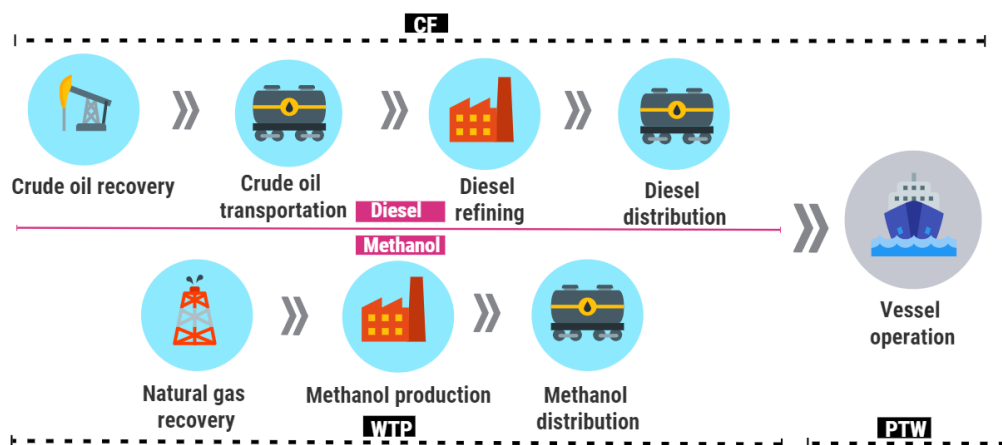 CF
Crude oil recovery
Crude oil
transportation
Diesel
refining
Diesel
distribution
Diesel
Methanol
Vessel
operation
Natural gas
recovery
Methanol production
Methanol
distribution
WTP
PTW